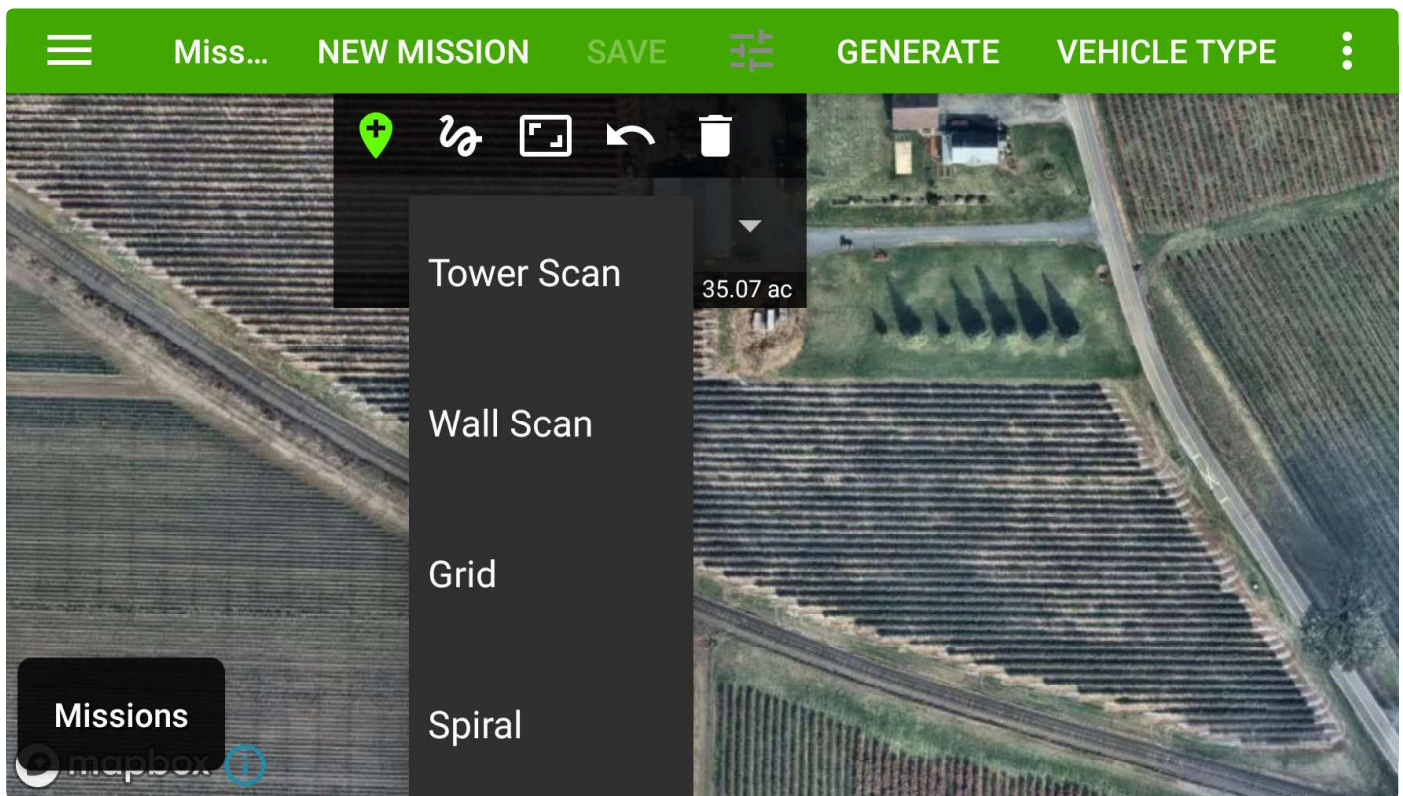 Miss... NEW MISSION SAVE GENERATE VEHICLE TYPE
Tower Scan
35.07 ac
Wall Scan
Grid
Spiral
Missions
mapbox